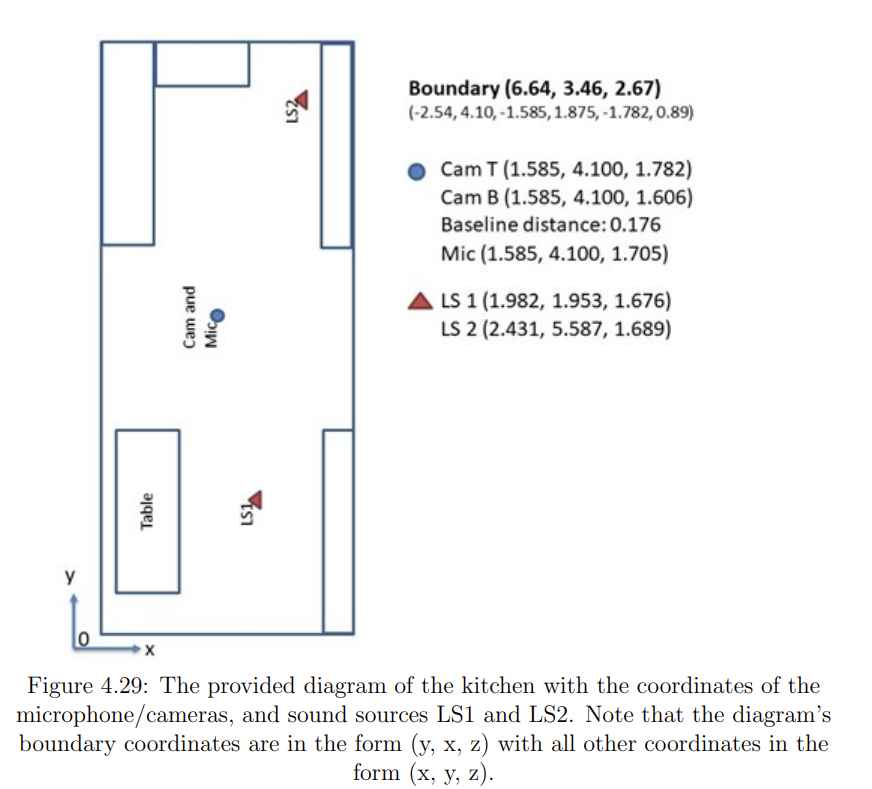 Boundary (6.64, 3.46, 2.67)
(-2.54, 4.10, -1.585, 1.875, -1.782, 0.89)
Cam T (1.585, 4.100, 1.782)
Cam B (1.585, 4.100, 1.606)
Baseline distance: 0.176
Mic (1.585, 4.100, 1.705)
LS 1 (1.982, 1.953, 1.676)
LS 2 (2.431, 5.587, 1.689)
LS2
Cam and
Mic
Table
LS1
y
0
x
Figure 4.29: The provided diagram of the kitchen with the coordinates of the
microphone/cameras, and sound sources LS1 and LS2. Note that the diagram's
boundary coordinates are in the form (y, x, z) with all other coordinates in the
form (x, y, z).